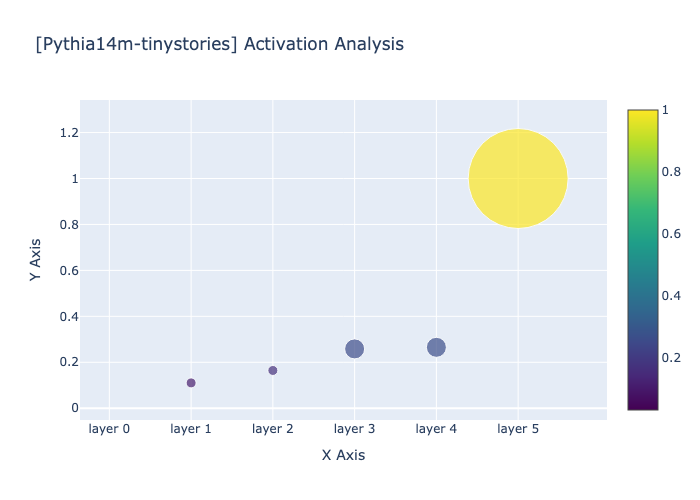 [Pythia14m-tinystories] Activation Analysis
1.2
1
0.8
0.6
0.4
0.2
0
Y Axis
layer 0
layer 1
layer 2
layer 3
layer 4
layer 5
X Axis
1
0.8
0.6
0.4
0.2